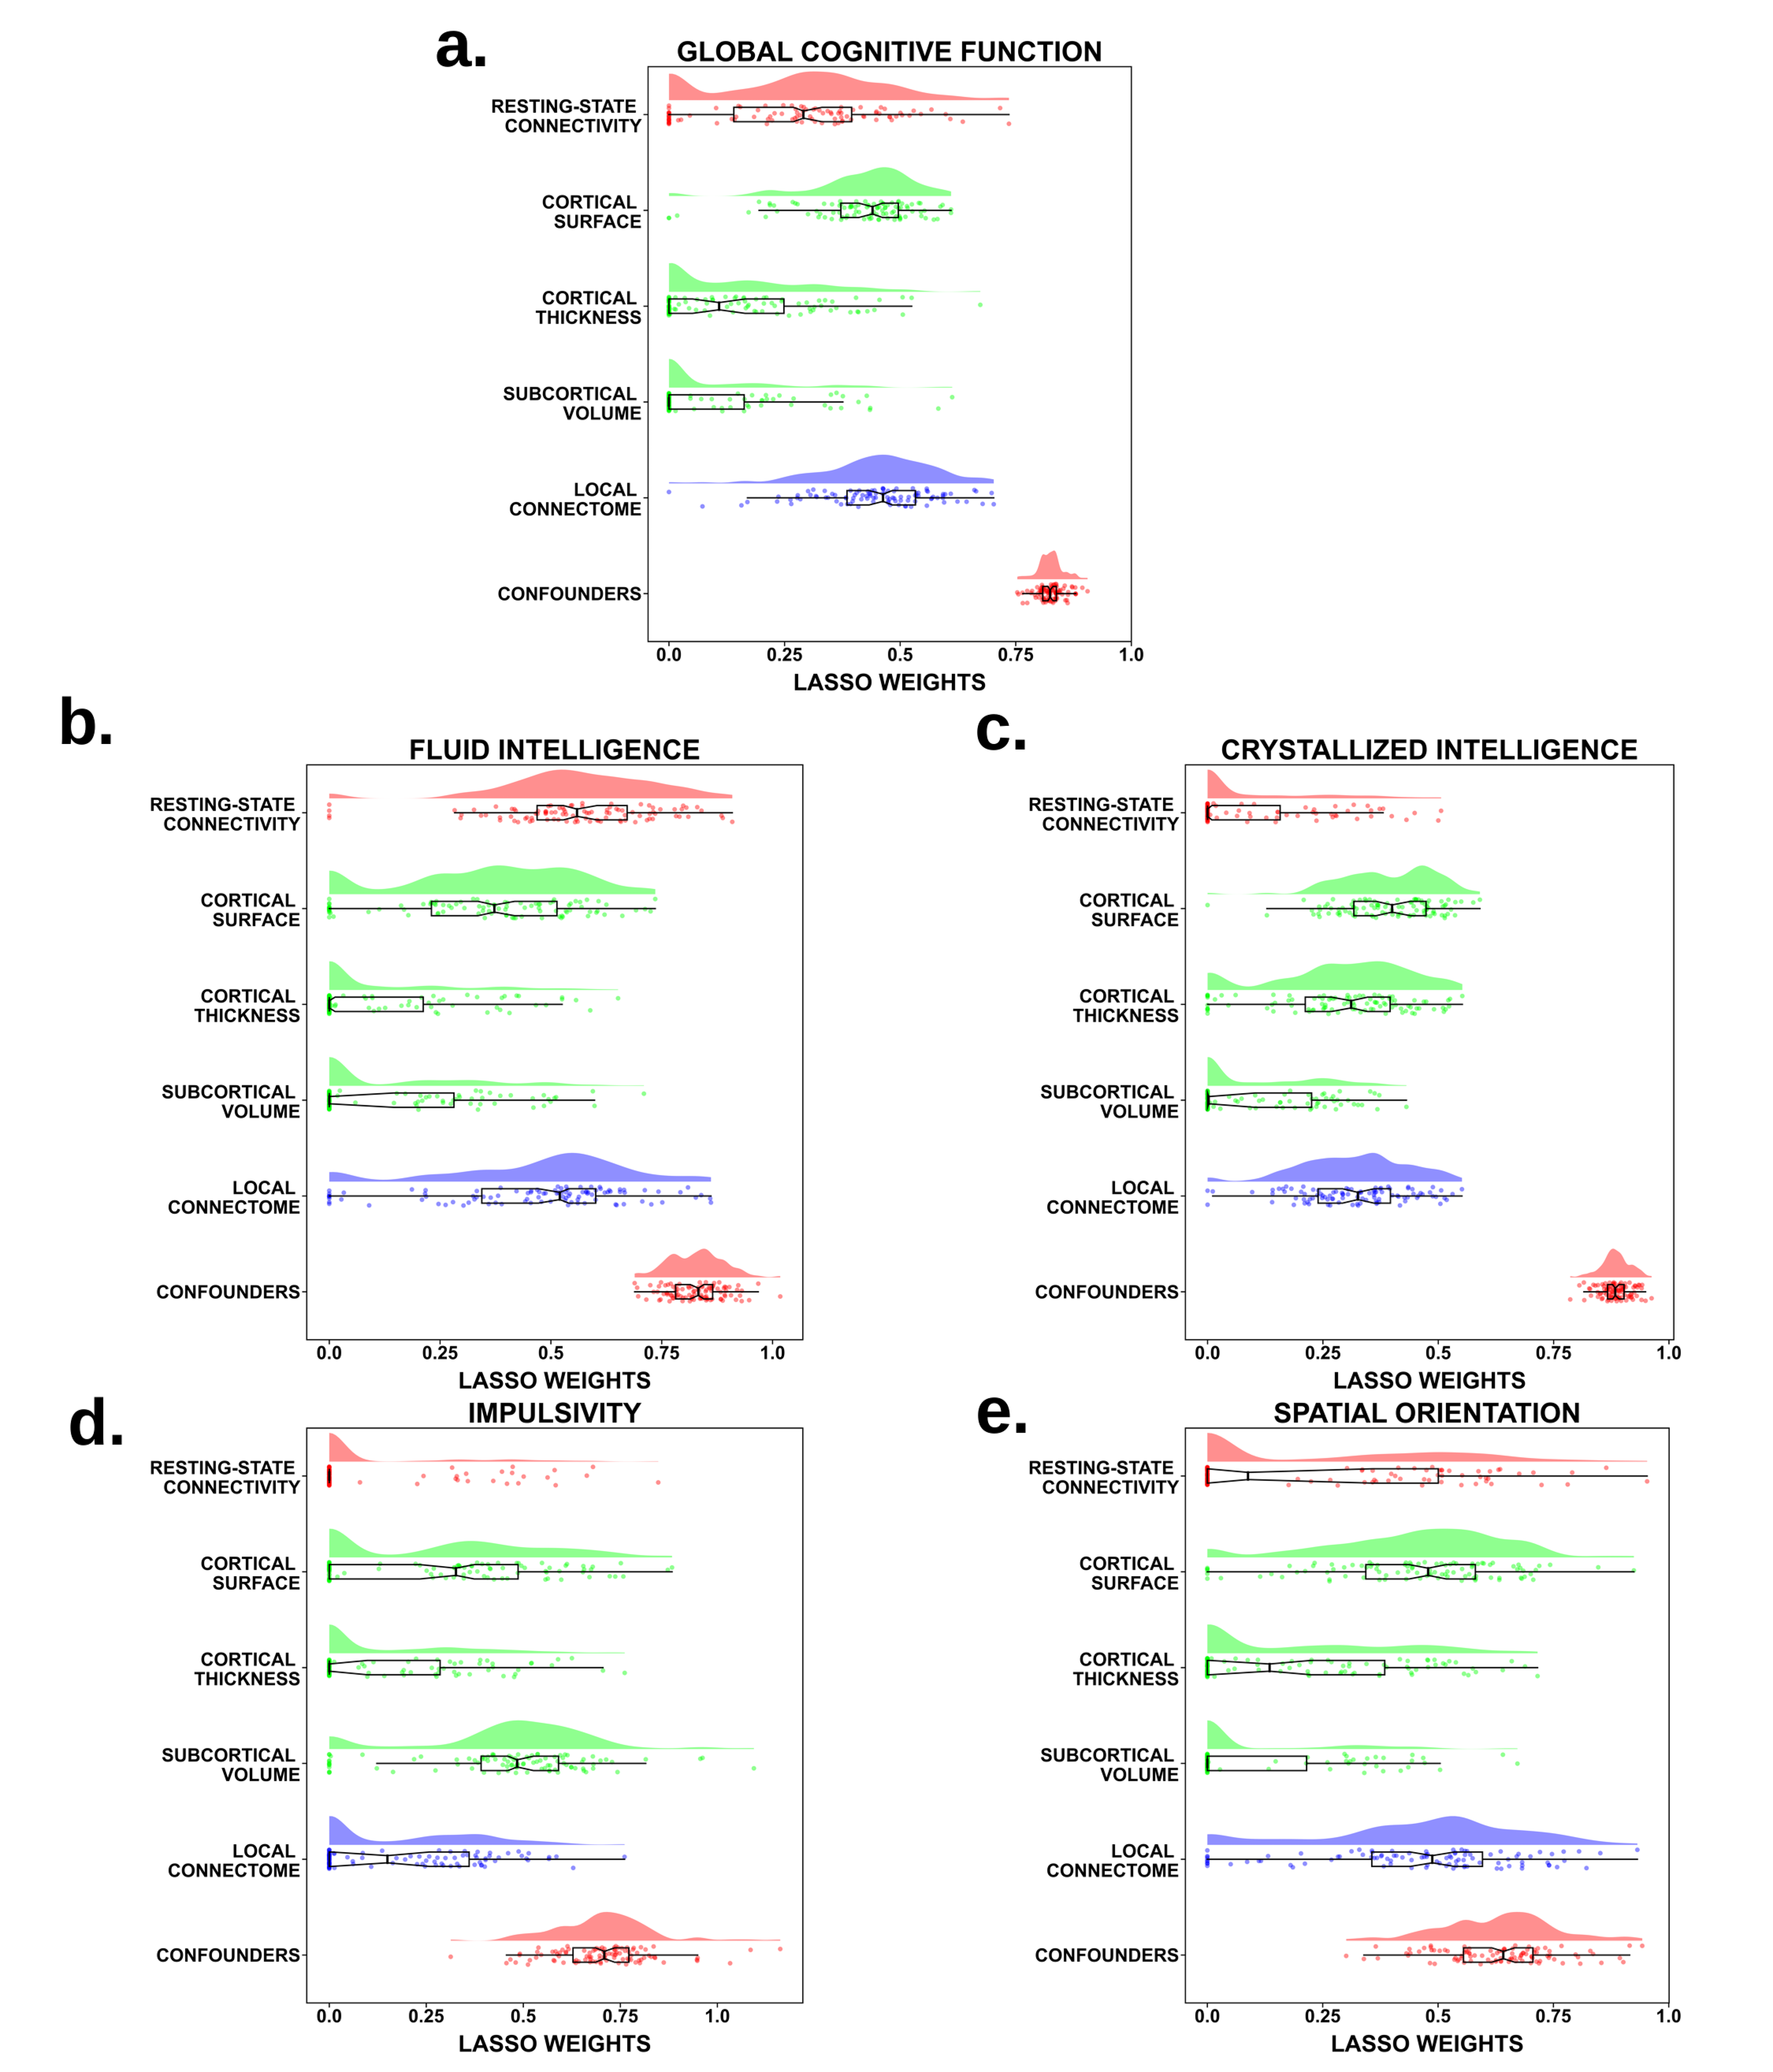 a.
GLOBAL COGNITIVE FUNCTION
RESTING-STATE
CONNECTIVITY
CORTICAL
SURFACE
CORTICAL
THICKNESS
SUBCORTICAL
VOLUME
LOCAL
CONNECTOME
CONFOUNDERS
0.0 0.25 0.5 0.75 1.0
LASSO WEIGHTS
b.
FLUID INTELLIGENCE
RESTING-STATE
CONNECTIVITY
CORTICAL
SURFACE
CORTICAL
THICKNESS
SUBCORTICAL
VOLUME
LOCAL
CONNECTOME
CONFOUNDERS
0.0 0.25 0.5 0.75 1.0
LASSO WEIGHTS
c.
CRYSTALLIZED INTELLIGENCE
RESTING-STATE
CONNECTIVITY
CORTICAL
SURFACE
CORTICAL
THICKNESS
SUBCORTICAL
VOLUME
LOCAL
CONNECTOME
CONFOUNDERS
0.0 0.25 0.5 0.75 1.0
LASSO WEIGHTS
d.
IMPULSIVITY
RESTING-STATE
CONNECTIVITY
CORTICAL
SURFACE
CORTICAL
THICKNESS
SUBCORTICAL
VOLUME
LOCAL
CONNECTOME
CONFOUNDERS
0.0 0.25 0.5 0.75 1.0
LASSO WEIGHTS
e.
SPATIAL ORIENTATION
RESTING-STATE
CONNECTIVITY
CORTICAL
SURFACE
CORTICAL
THICKNESS
SUBCORTICAL
VOLUME
LOCAL
CONNECTOME
CONFOUNDERS
0.0 0.25 0.5 0.75 1.0
LASSO WEIGHTS